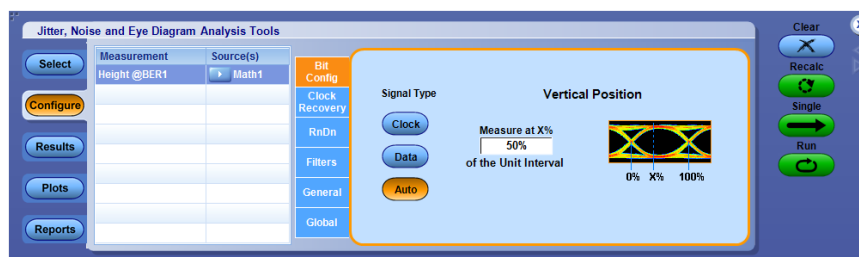 Jitter, Noise and Eye Diagram Analysis Tools
Clear
Select
Measurement Source(s)
Height @BER1 Math1
Bit
Config
Recalc
Configure
Clock
Recovery
Signal Type
Vertical Position
Single
Clock
Measure at X%
50%
of the Unit Interval
Results
RnDn
Run
Data
Filters
0% X% 100%
Plots
General
Auto
Reports
Global